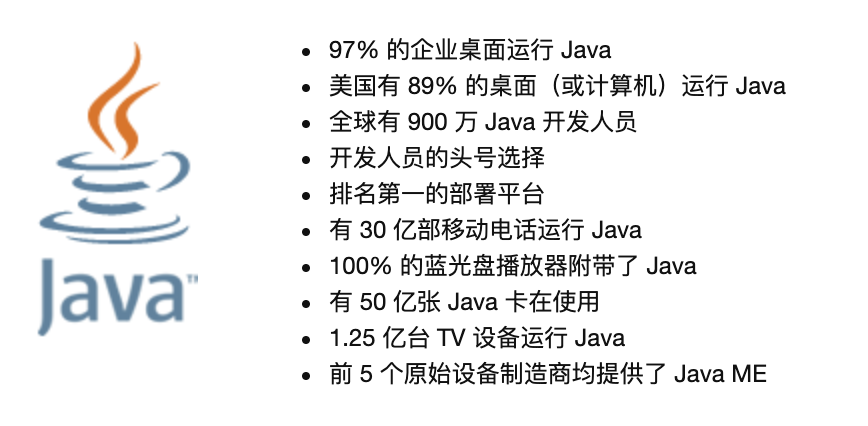 97% 的企业桌面运行 Java
美国有 89% 的桌面（或计算机）运行 Java
全球有 900 万 Java 开发人员
开发人员的头号选择
排名第一的部署平台
有 30 亿部移动电话运行 Java
100% 的蓝光盘播放器附带了 Java
有 50 亿张 Java 卡在使用
1.25 亿台 TV 设备运行 Java
前 5 个原始设备制造商均提供了 Java ME
Java™